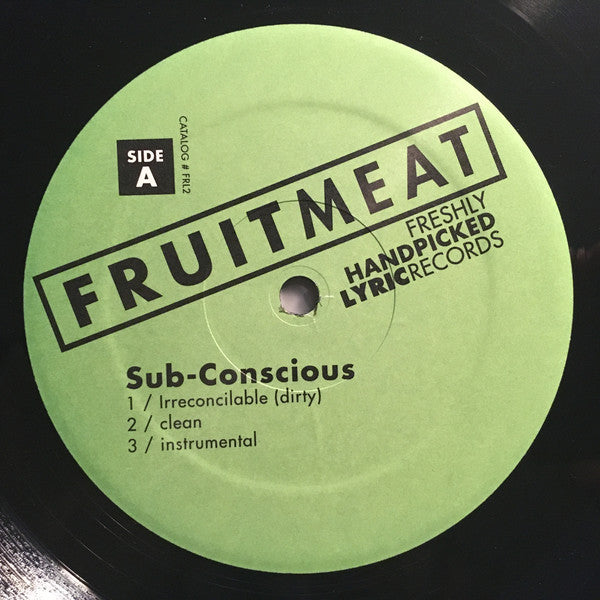 SIDE
A
CATALOG # FRL2
FRUITMEAT
FRESHLY
HANDPICKED
LYRICRECORDS
Sub-Conscious
1 / Irreconcilable (dirty)
2 / clean
3 / instrumental